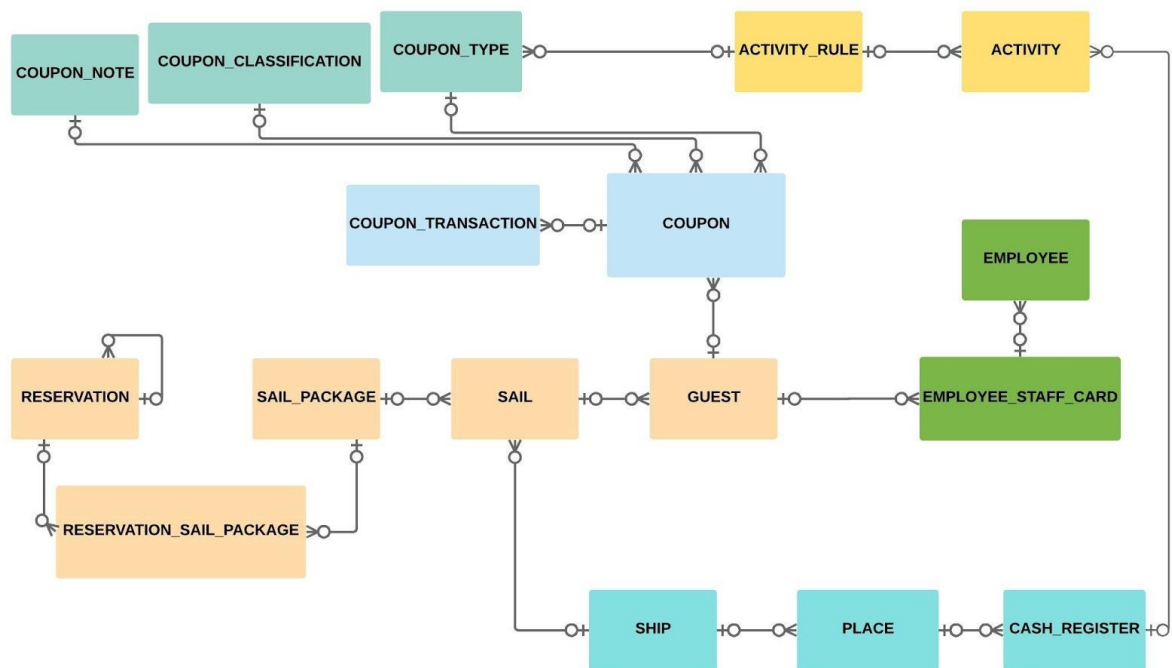 COUPON_NOTE
COUPON_CLASSIFICATION
COUPON_TYPE
ACTIVITY_RULE
ACTIVITY
COUPON_TRANSACTION
COUPON
EMPLOYEE
RESERVATION
SAIL_PACKAGE
SAIL
GUEST
EMPLOYEE_STAFF_CARD
RESERVATION_SAIL_PACKAGE
SHIP
PLACE
CASH_REGISTER